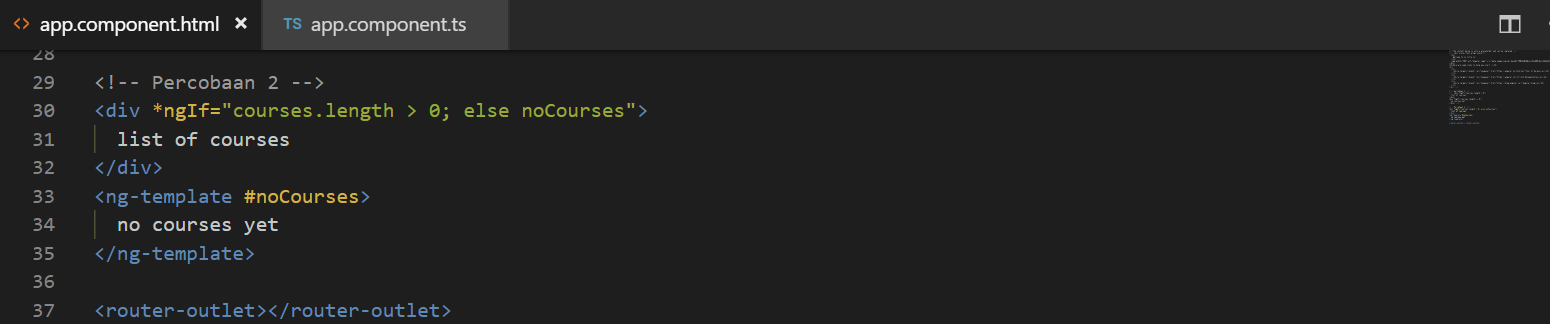 <> app.component.html × TS app.component.ts
28
29 <!-- Percobaan 2 -->
30 <div *ngIf="courses.length > 0; else noCourses">
31 list of courses
32 </div>
33 <ng-template #noCourses>
34 no courses yet
35 </ng-template>
36
37 <router-outlet></router-outlet>